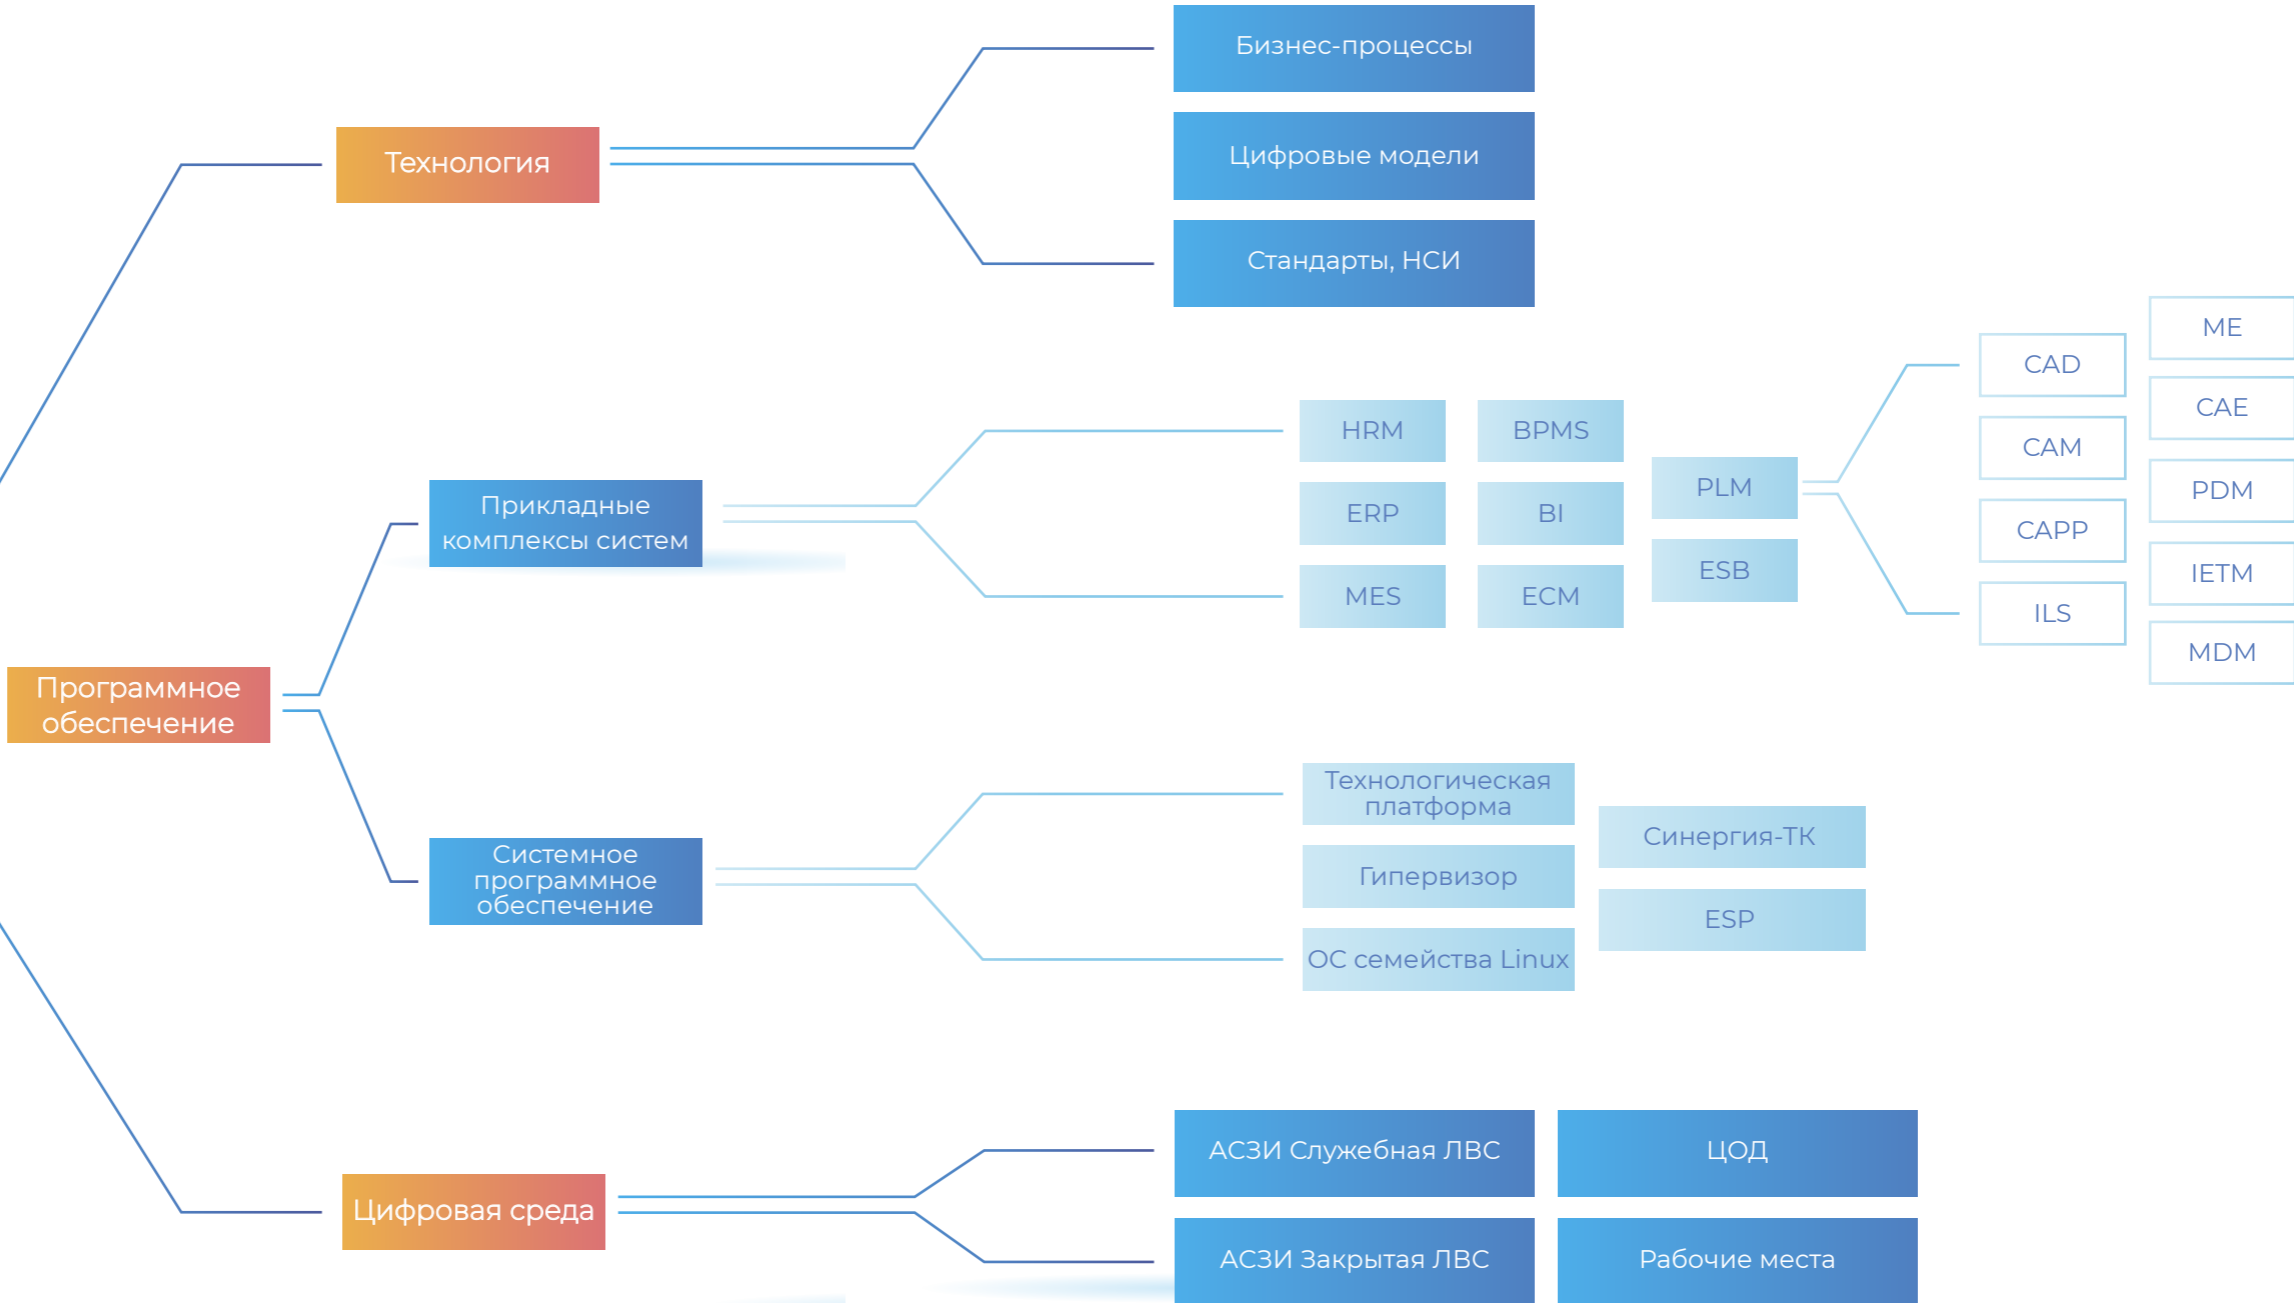 Технология
Бизнес-процессы
Цифровые модели
Стандарты, НСИ
Программное
обеспечение
Прикладные
комплексы систем
HRM
ERP
MES
BPMS
BI
ECM
PLM
ESB
CAD
CAM
CAPP
ILS
ME
CAE
PDM
IETM
MDM
Системное
программное
обеспечение
Технологическая
платформа
Гипервизор
ОС семейства Linux
Синергия-ТК
ESP
Цифровая среда
АСЗИ Служебная ЛВС
ЦОД
АСЗИ Закрытая ЛВС
Рабочие места